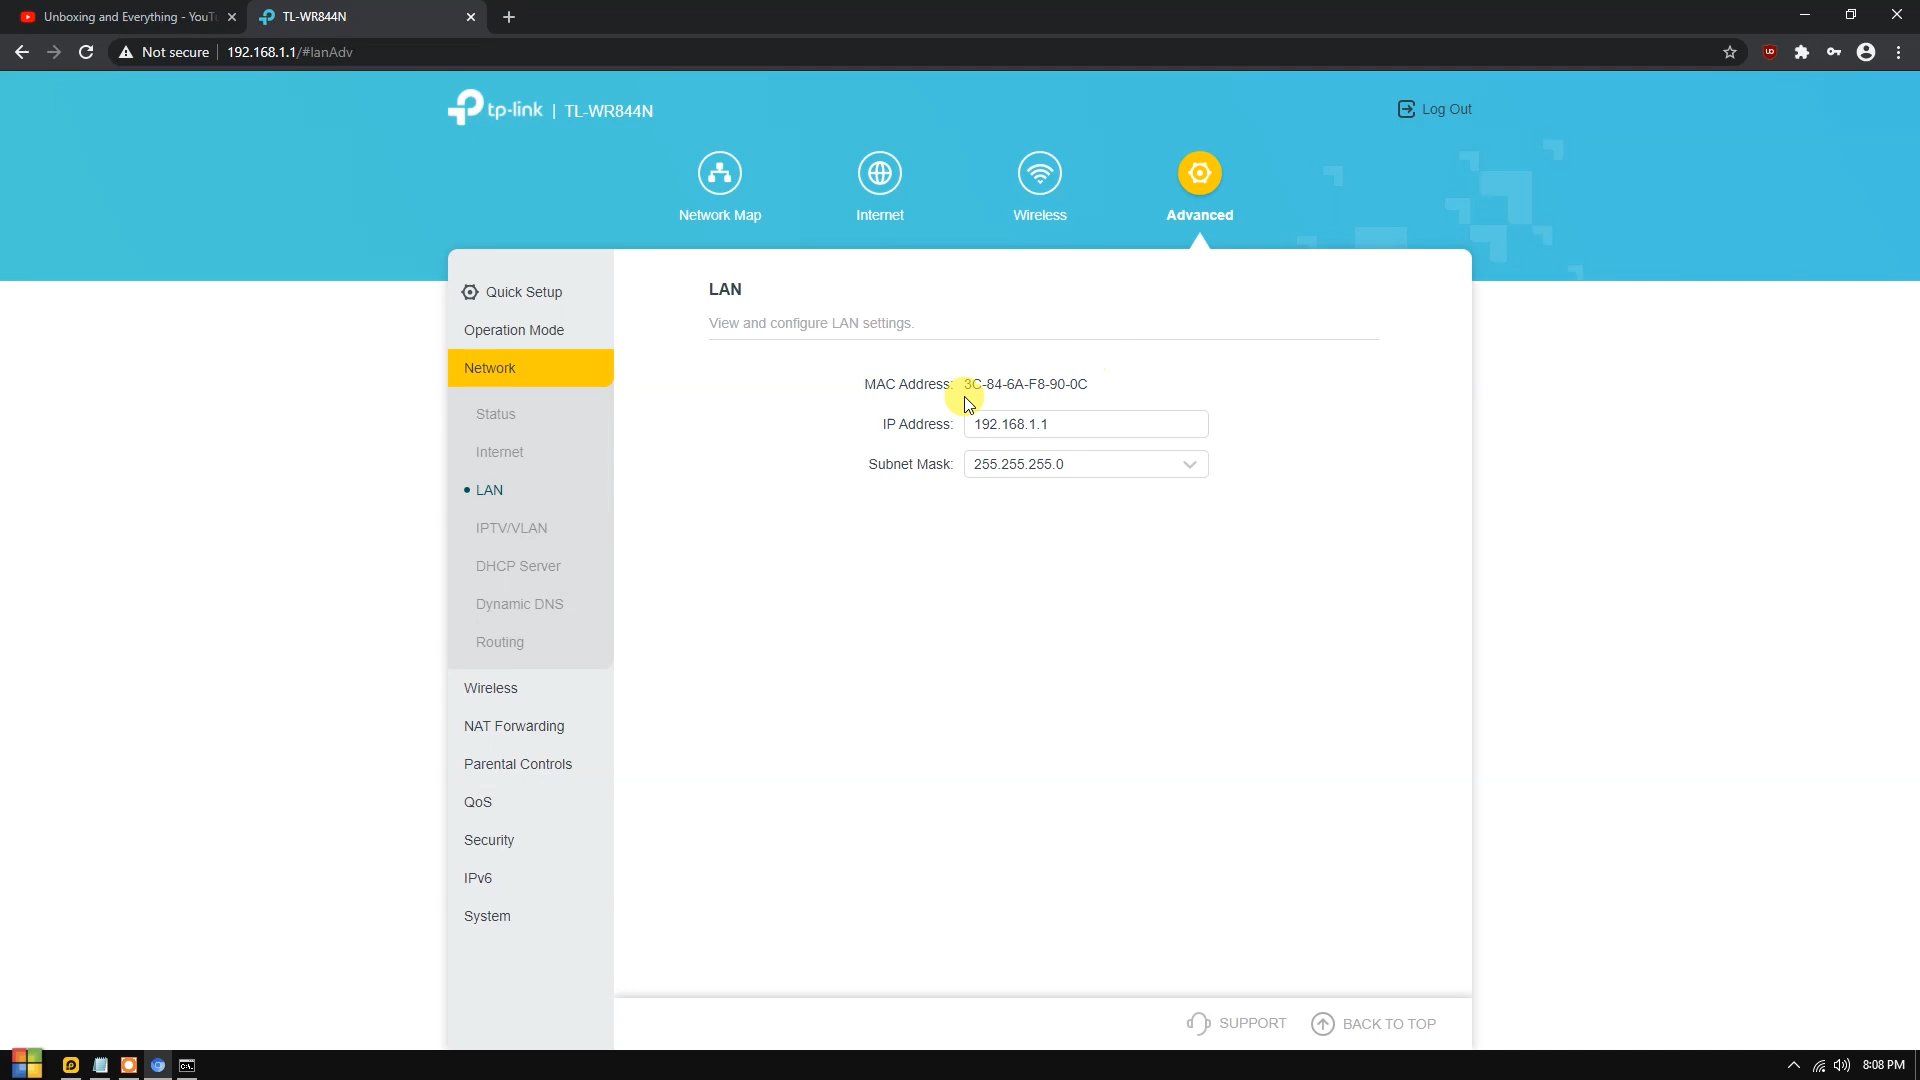 Unboxing and Everything - YouT
TL-WR844N
Not secure
192.168.1.1/#lanAdv
tp-link | TL-WR844N
Log Out
Network Map
Internet
Wireless
Advanced
Quick Setup
Operation Mode
Network
Status
Internet
LAN
IPTV/VLAN
DHCP Server
Dynamic DNS
Routing
Wireless
NAT Forwarding
Parental Controls
QoS
Security
IPv6
System
LAN
View and configure LAN settings.
MAC Address: 3C-84-6A-F8-90-0C
IP Address: 192.168.1.1
Subnet Mask: 255.255.255.0
SUPPORT
BACK TO TOP
8:08 PM